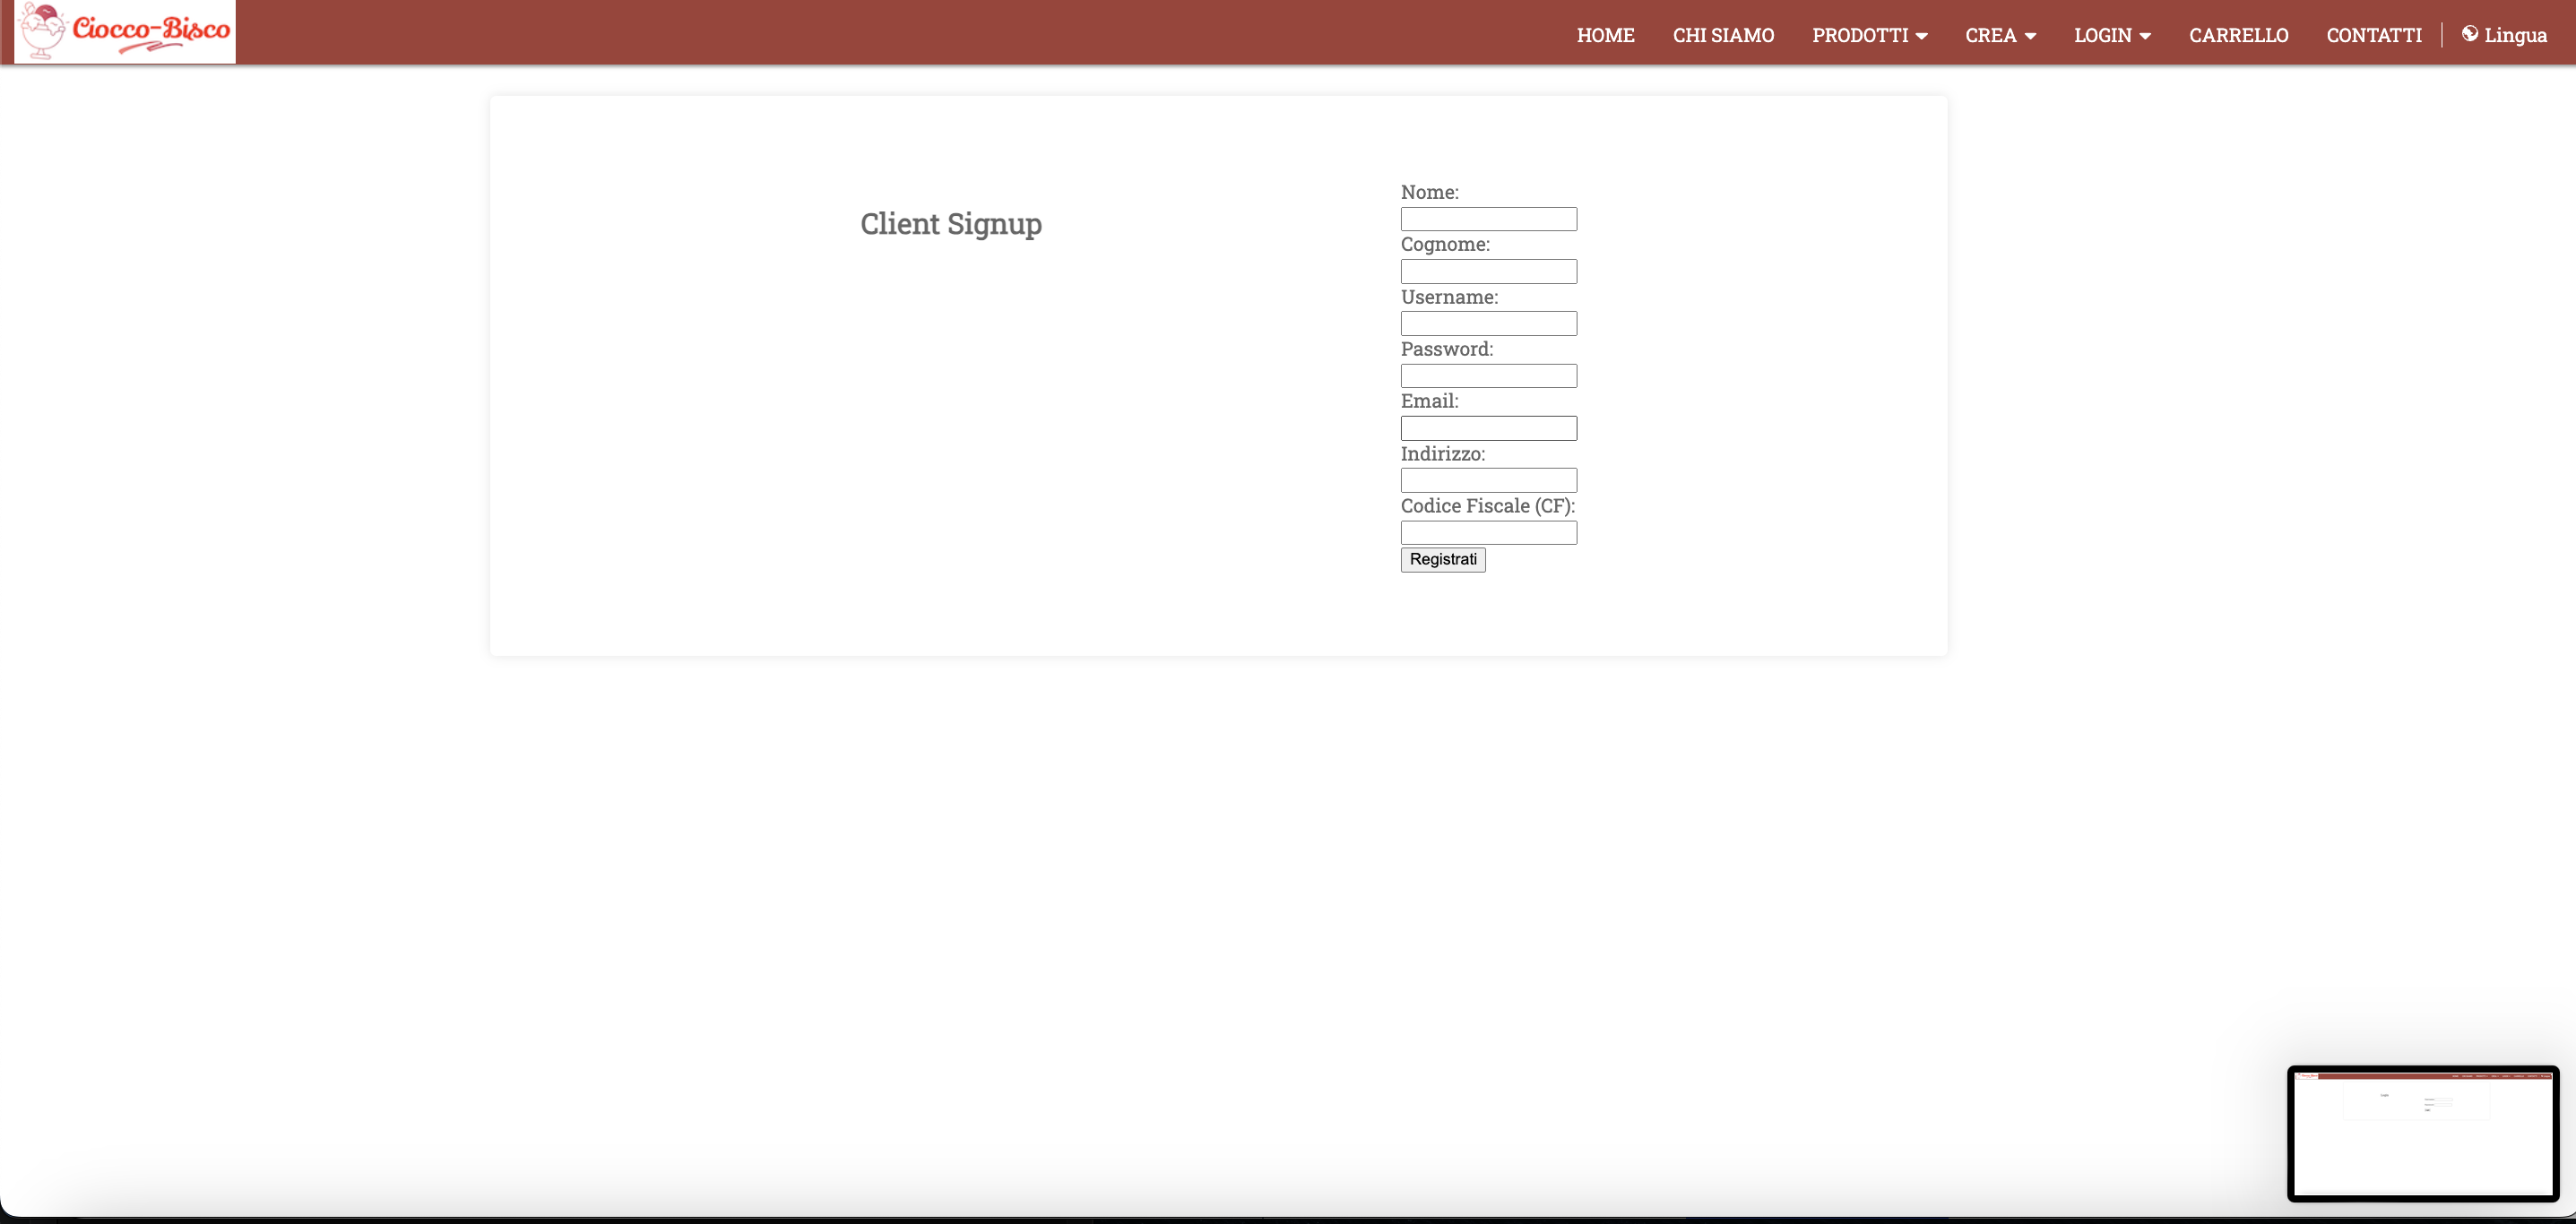 Ciocco-Bisco
HOME CHI SIAMO PRODOTTI CREA LOGIN CARRELLO CONTATTI Lingua
Client Signup
Nome:
Cognome:
Username:
Password:
Email:
Indirizzo:
Codice Fiscale (CF):
Registrati